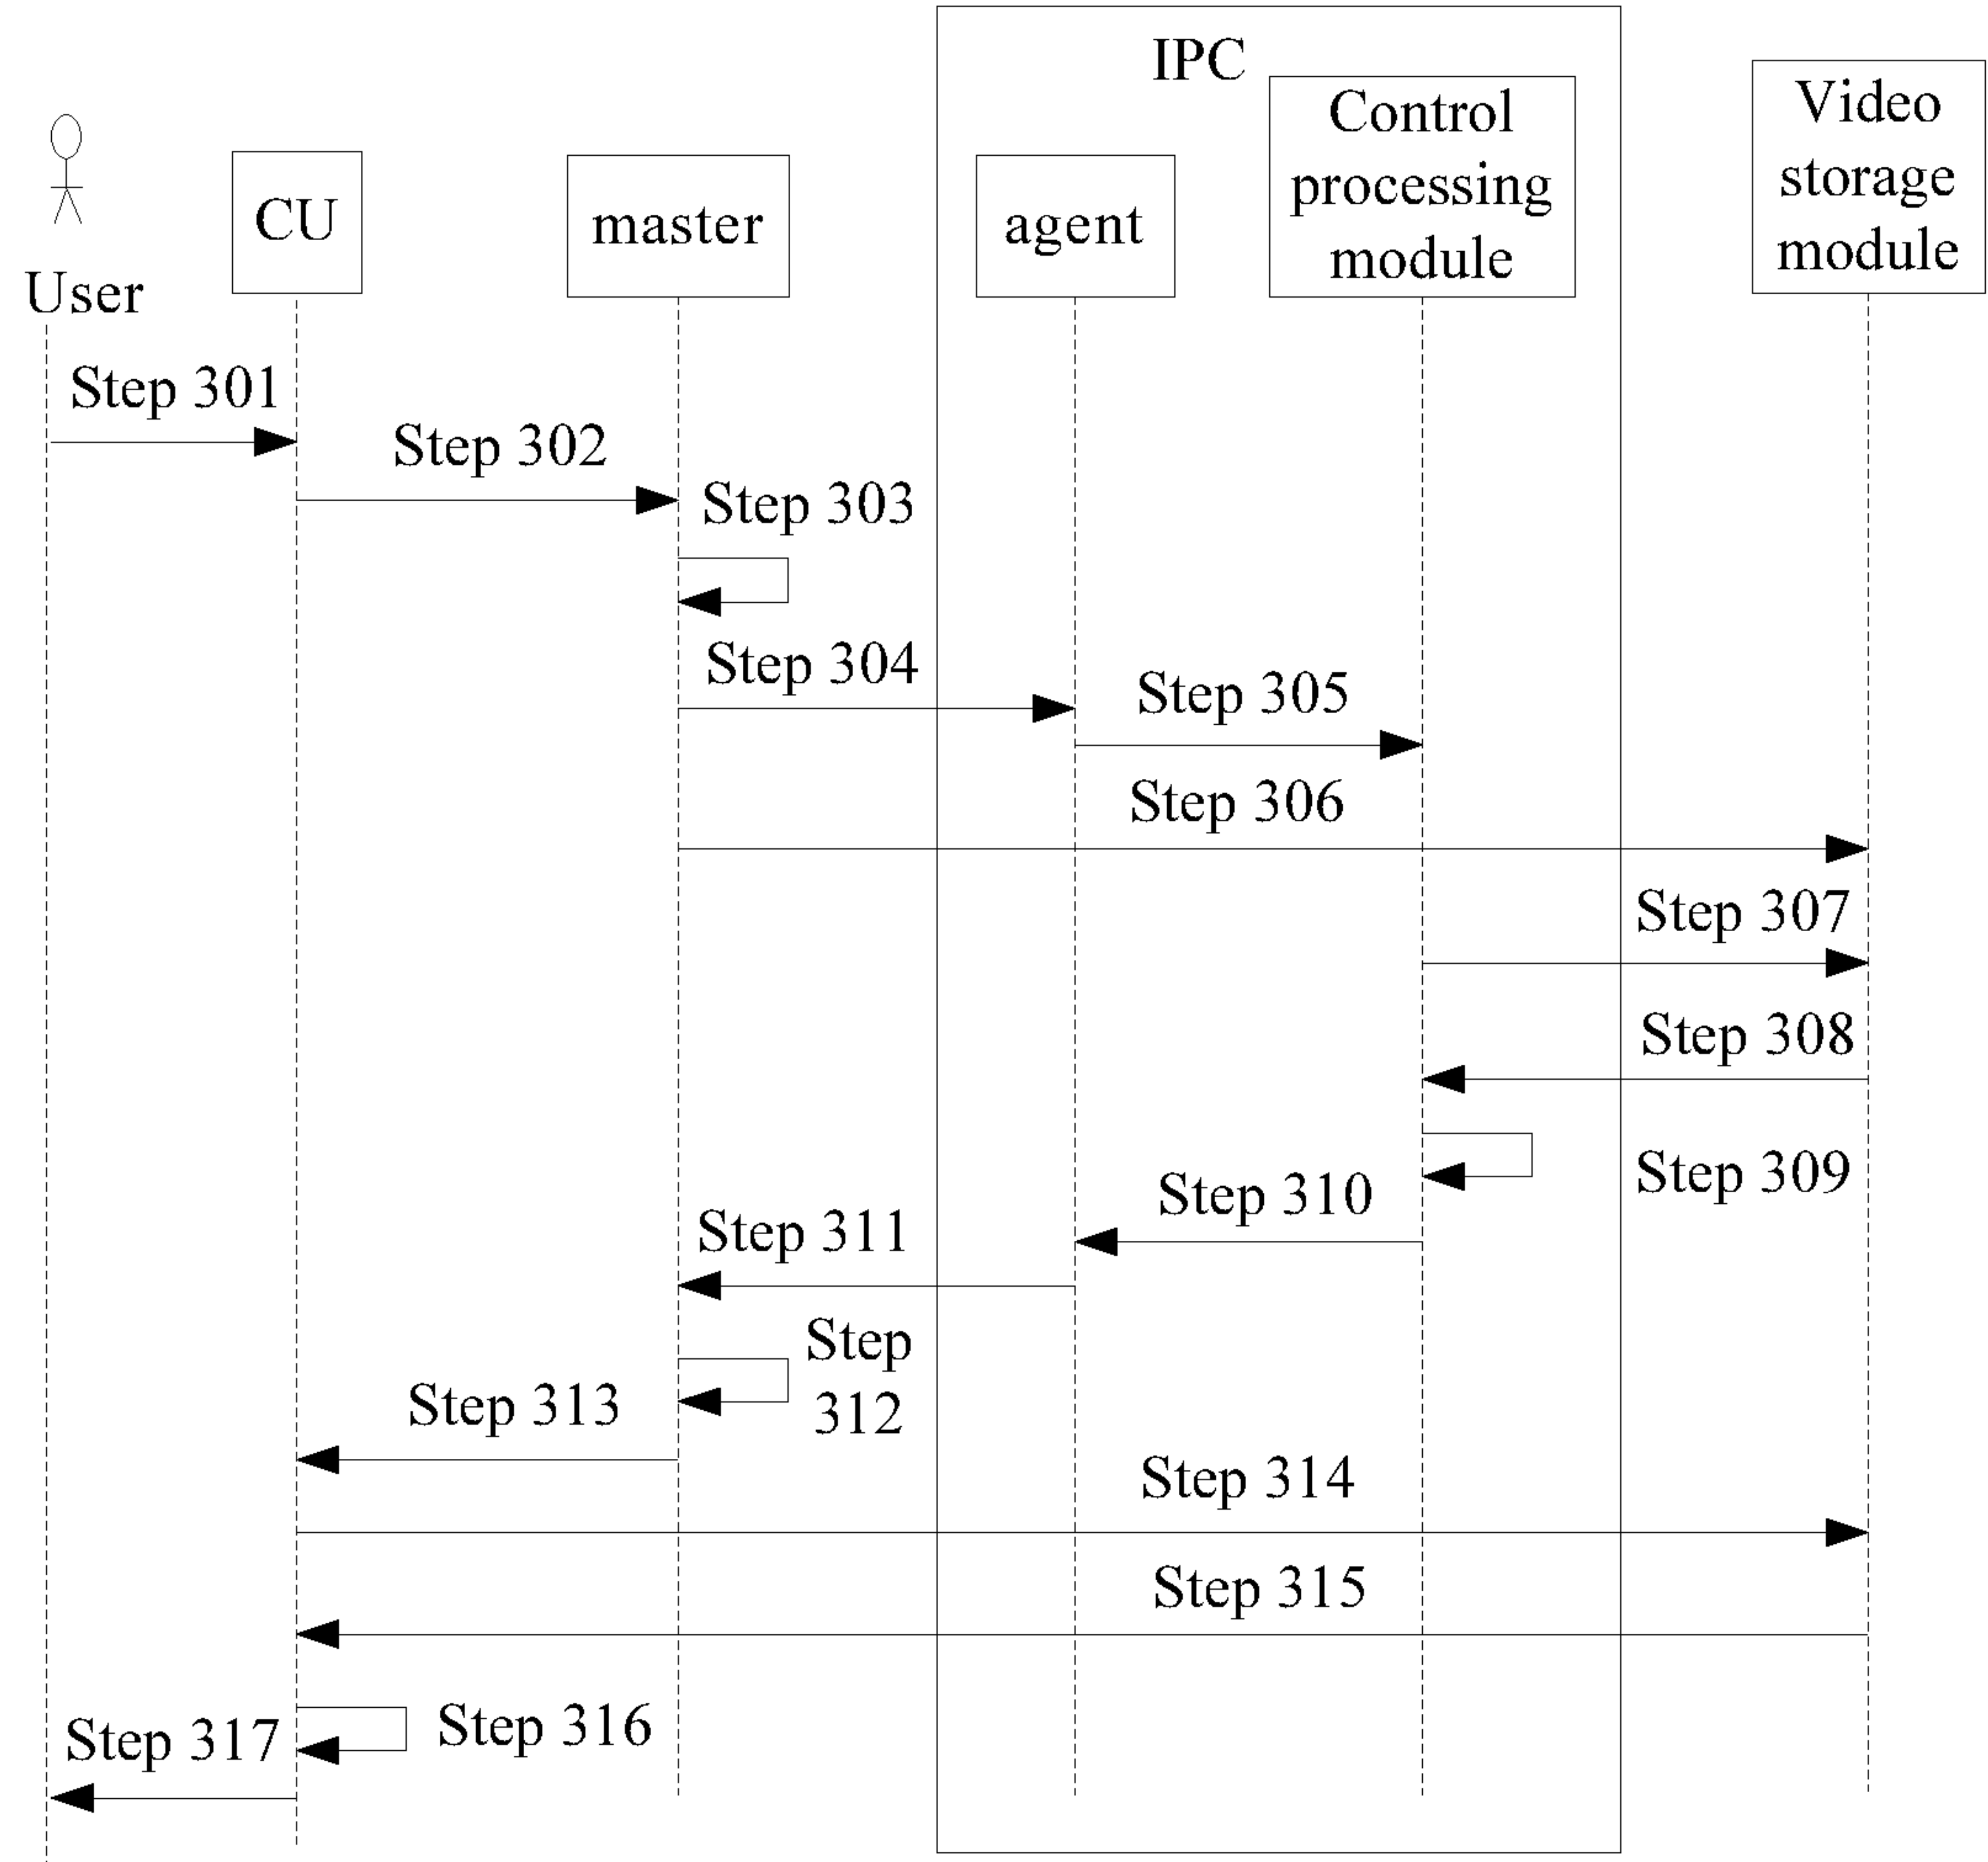 IPC
User
CU
master
agent
Control
processing
module
Video
storage
module
Step 301
Step 302
Step 303
Step 304
Step 305
Step 306
Step 307
Step 308
Step 309
Step 310
Step 311
Step
312
Step 313
Step 314
Step 315
Step 316
Step 317